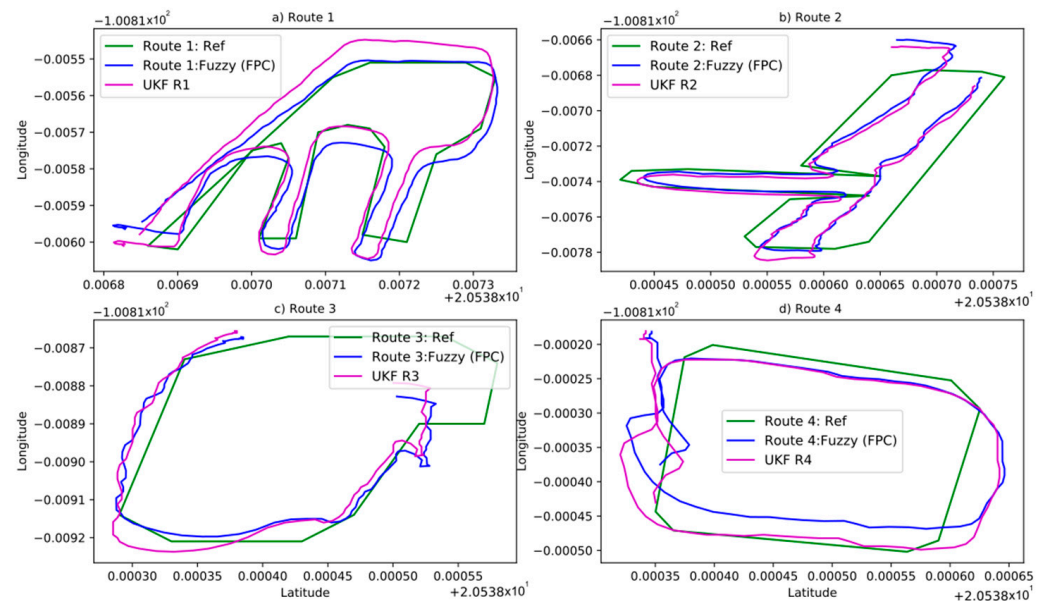 −1.0081×10²
a) Route 1
Route 1: Ref
Route 1:Fuzzy (FPC)
UKF R1
−0.0055
−0.0056
−0.0057
−0.0058
−0.0059
−0.0060
Longitude
0.0068 0.0069 0.0070 0.0071 0.0072 0.0073
+2.0538×10¹
−1.0081×10²
b) Route 2
Route 2: Ref
Route 2:Fuzzy (FPC)
UKF R2
−0.0066
−0.0068
−0.0070
−0.0072
−0.0074
−0.0076
−0.0078
Longitude
0.00045 0.00050 0.00055 0.00060 0.00065 0.00070 0.00075
+2.0538×10¹
−1.0081×10²
c) Route 3
Route 3: Ref
Route 3:Fuzzy (FPC)
UKF R3
−0.0087
−0.0088
−0.0089
−0.0090
−0.0091
−0.0092
Longitude
0.00030 0.00035 0.00040 0.00045 0.00050 0.00055
Latitude
+2.0538×10¹
−1.0081×10²
d) Route 4
Route 4: Ref
Route 4:Fuzzy (FPC)
UKF R4
−0.00020
−0.00025
−0.00030
−0.00035
−0.00040
−0.00045
−0.00050
Longitude
0.00035 0.00040 0.00045 0.00050 0.00055 0.00060 0.00065
Latitude
+2.0538×10¹